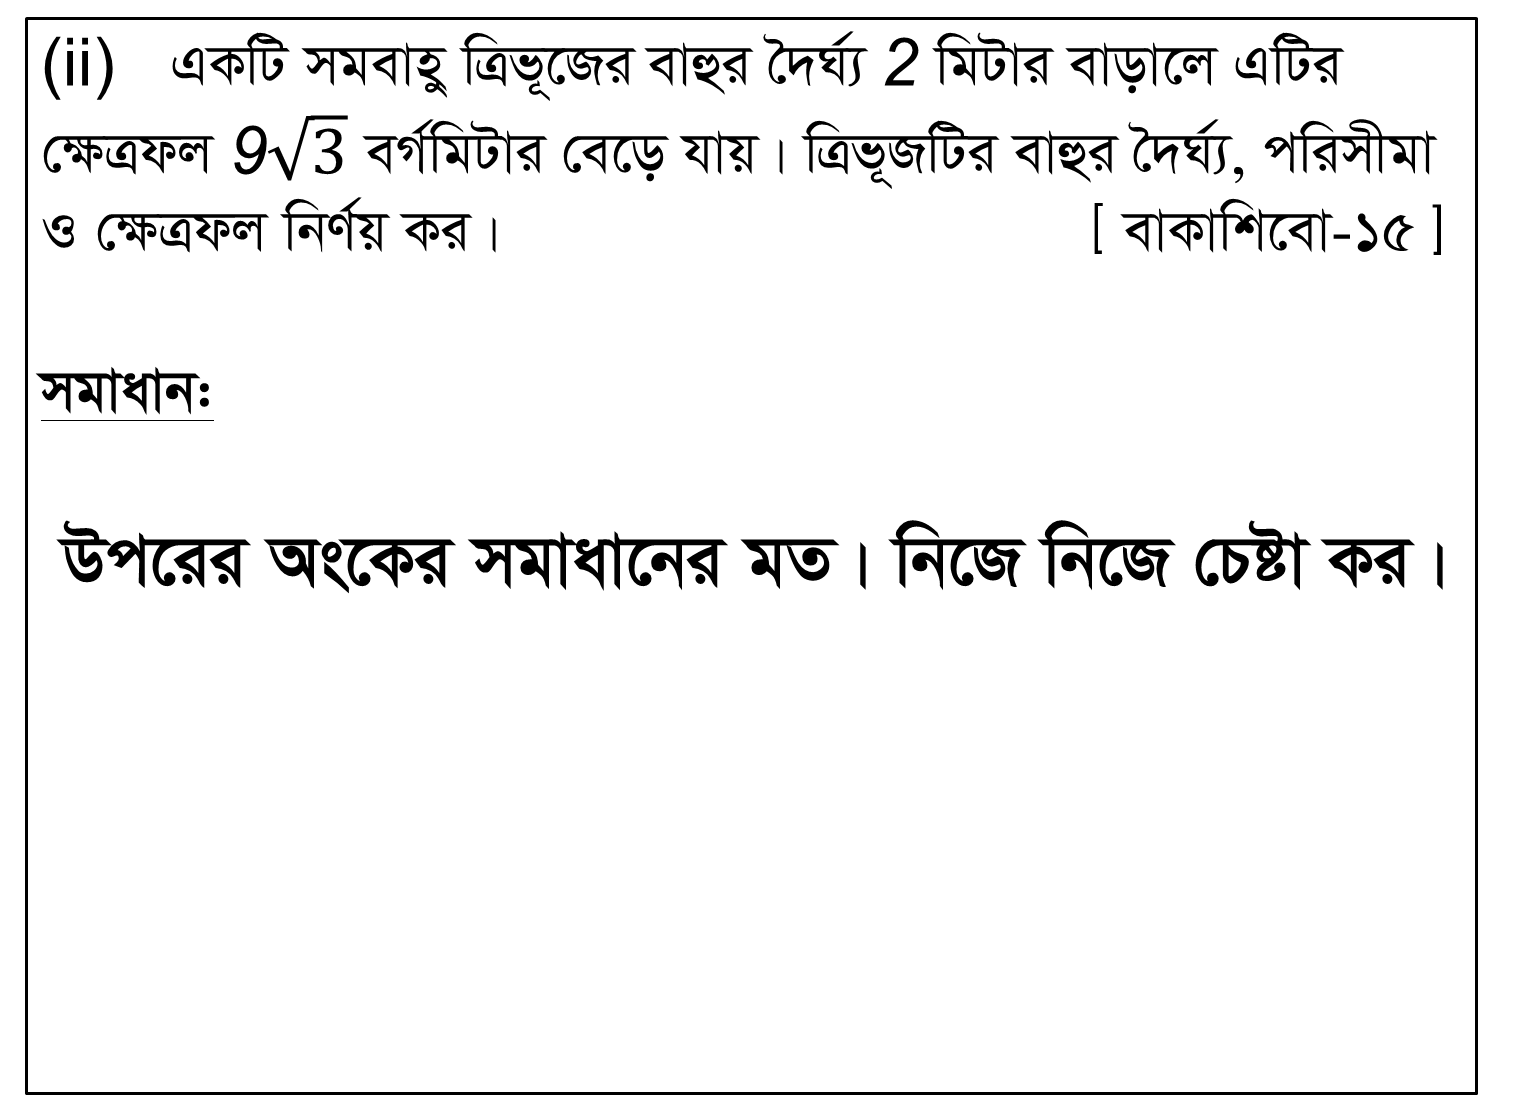 (ii) একটি সমবাহু ত্রিভূজের বাহুর দৈর্ঘ্য 2 মিটার বাড়ালে এটির
ক্ষেত্রফল 9√3 বর্গমিটার বেড়ে যায়। ত্রিভূজটির বাহুর দৈর্ঘ্য, পরিসীমা
ও ক্ষেত্রফল নির্ণয় কর। [ বাকাশিবো-১৫ ]
সমাধানঃ
উপরের অংকের সমাধানের মত। নিজে নিজে চেষ্টা কর।